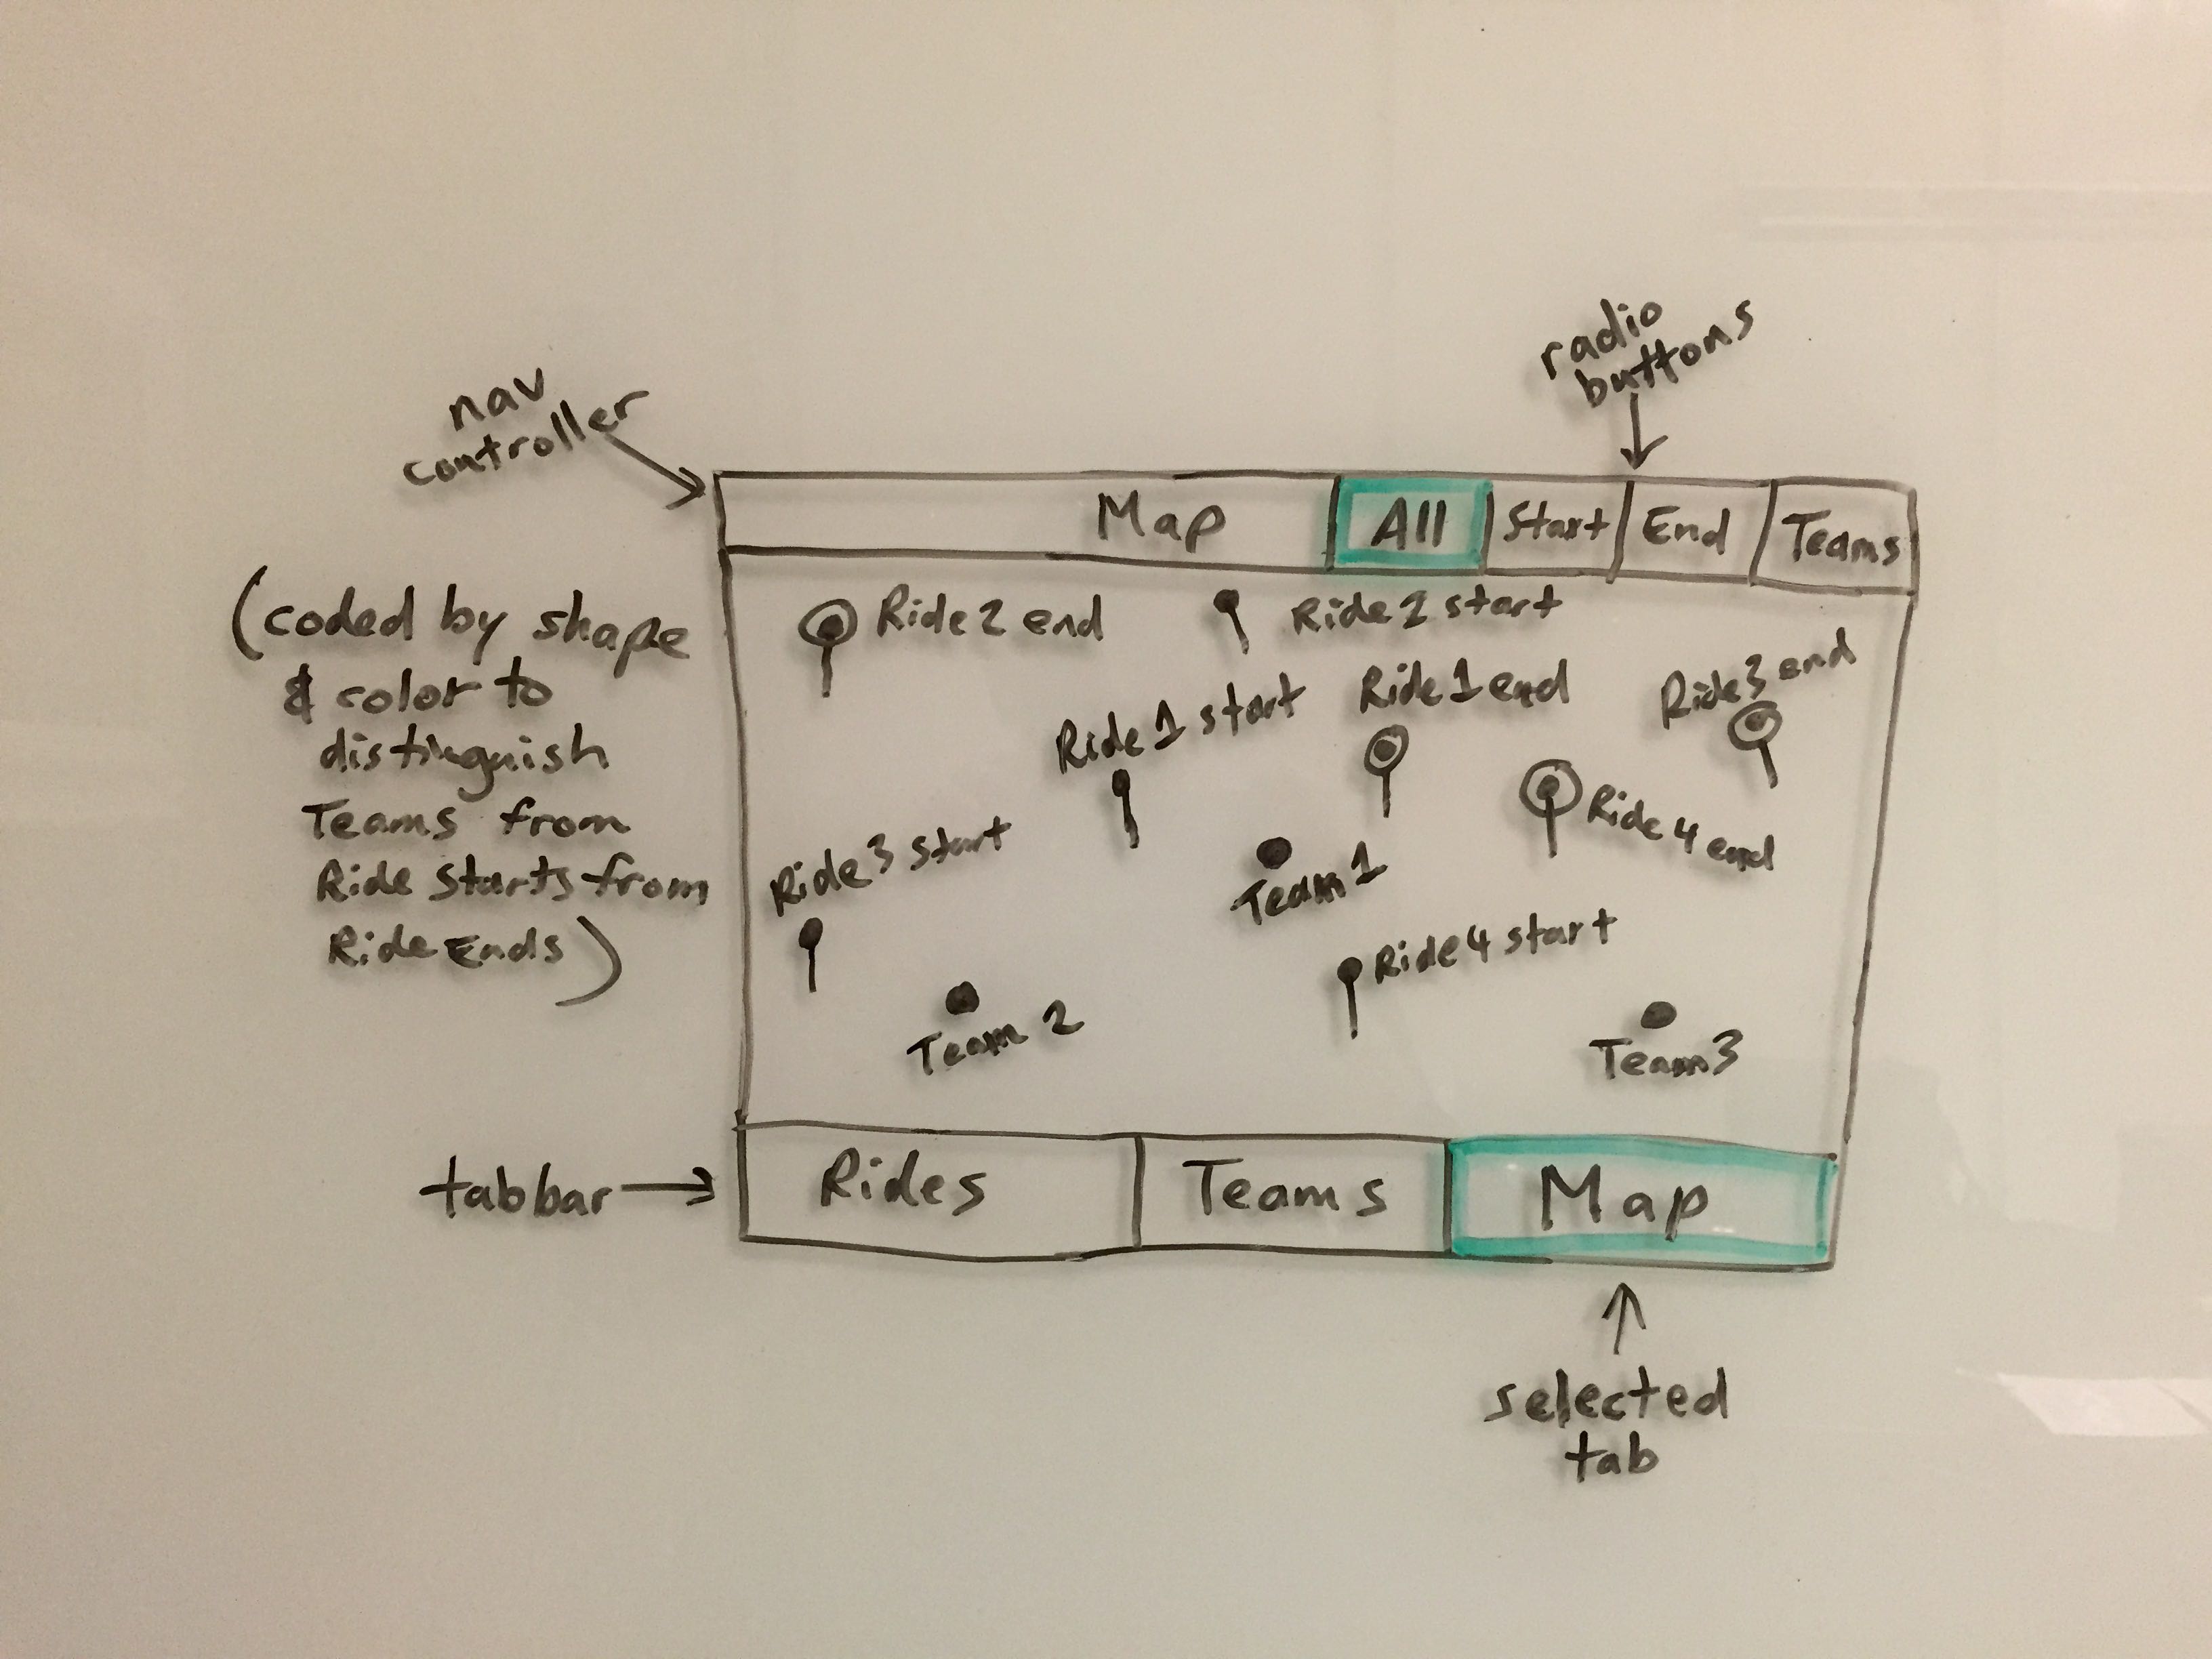 radio
buttons
nav
controller
Map All Start End Teams
(coded by shape
& color to
distinguish
Teams from
Ride starts from
Ride Ends)
Ride 2 end
Ride 2 start
Ride 1 start
Ride 1 end
Ride 3 end
Ride 3 start
Team 1
Ride 4 end
Ride 4 start
Team 2
Team 3
tab bar
Rides Teams Map
selected
tab